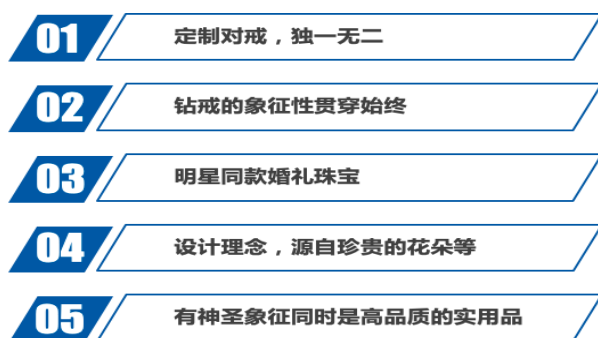 01 定制对戒，独一无二
02 钻戒的象征性贯穿始终
03 明星同款婚礼珠宝
04 设计理念，源自珍贵的花朵等
05 有神圣象征同时是高品质的实用品